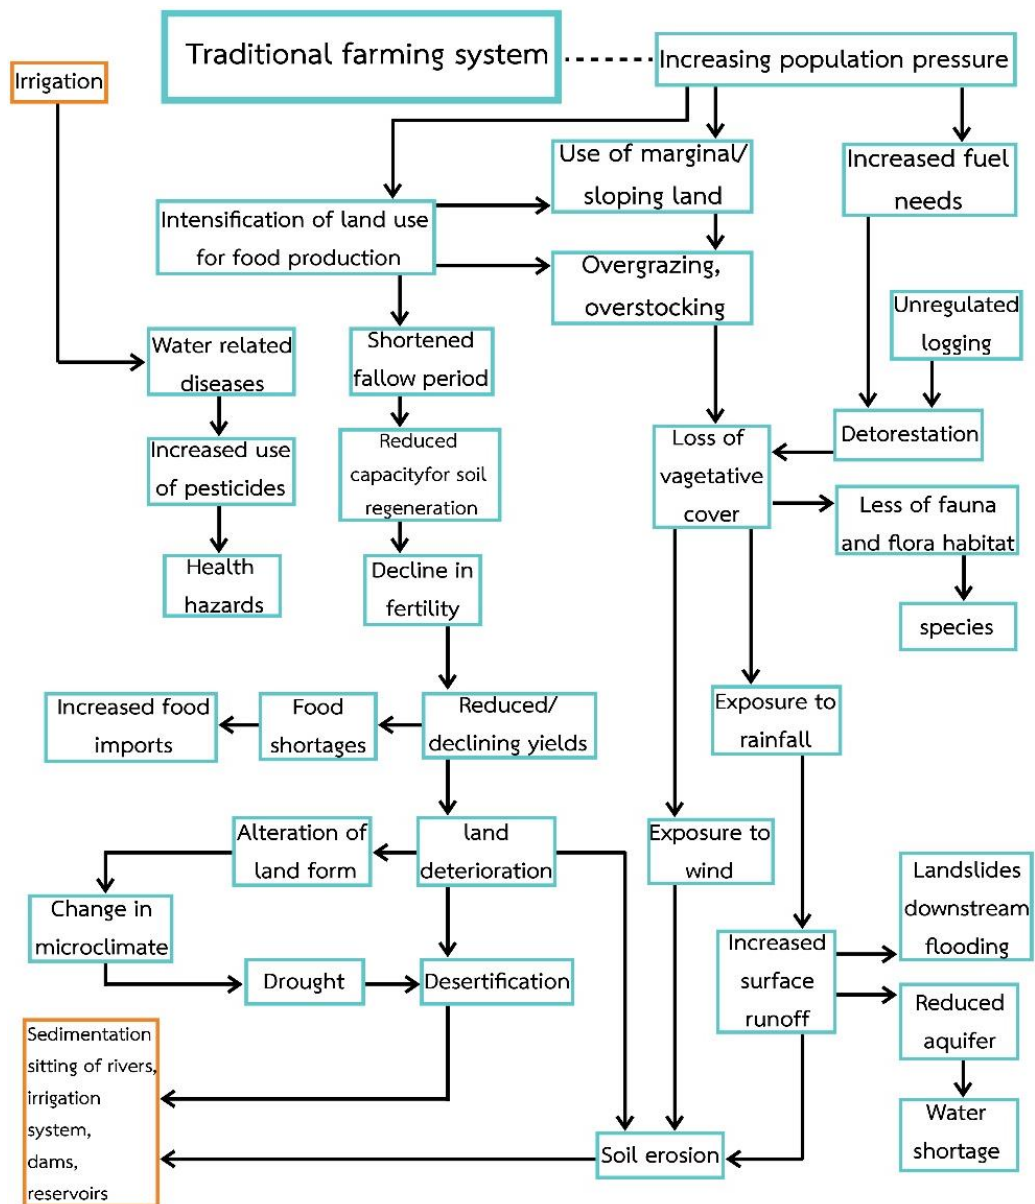 Traditional farming system
Increasing population pressure
Irrigation
Use of marginal/
sloping land
Increased fuel
needs
Intensification of land use
for food production
Overgrazing,
overstocking
Unregulated
logging
Water related
diseases
Shortened
fallow period
Detorestation
Loss of
vagetative
cover
Increased use
of pesticides
Reduced
capacityfor soil
regeneration
Less of fauna
and flora habitat
Health
hazards
Decline in
fertility
species
Increased food
imports
Food
shortages
Reduced/
declining yields
Exposure to
rainfall
Alteration of
land form
land
deterioration
Exposure to
wind
Landslides
downstream
flooding
Change in
microclimate
Drought
Desertification
Increased
surface
runoff
Reduced
aquifer
Sedimentation
sitting of rivers,
irrigation
system,
dams,
reservoirs
Soil erosion
Water
shortage